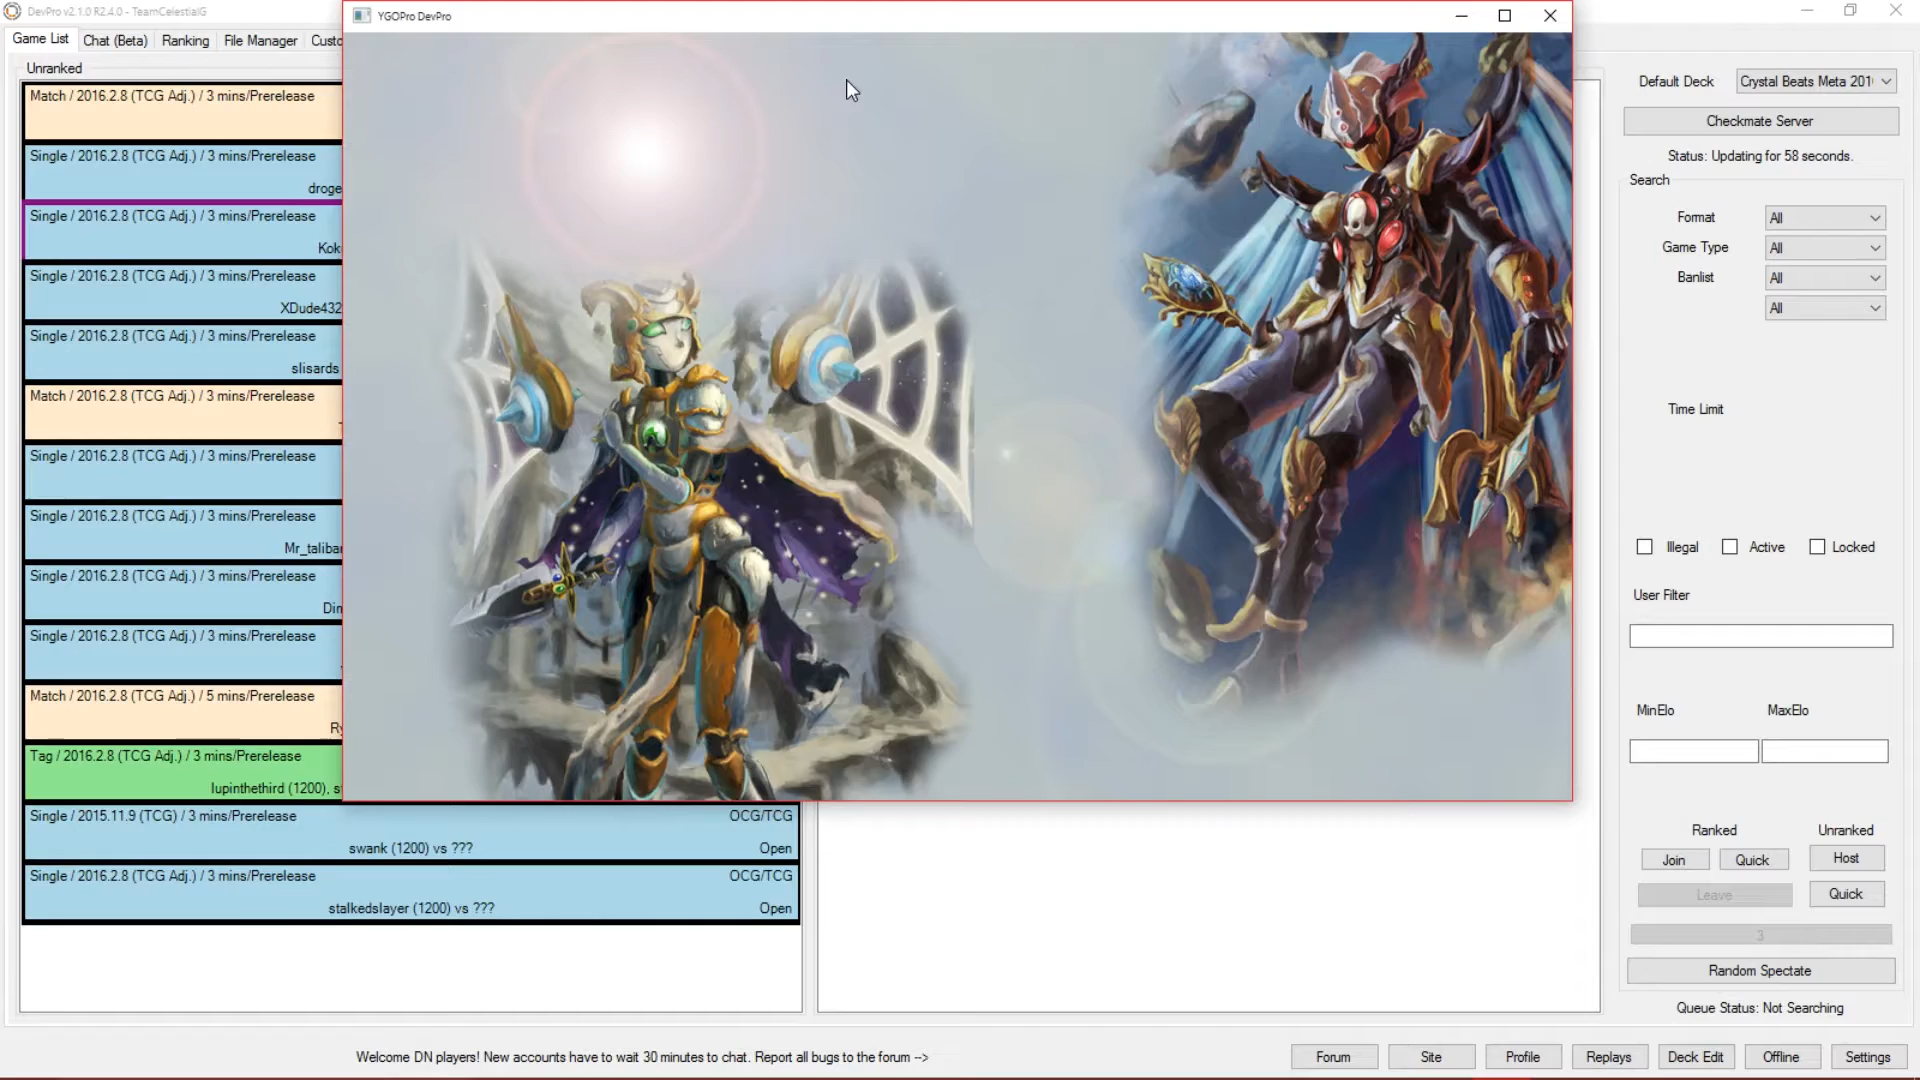 DevPro v2.1.0 R2.4.0 - TeamCelestialG
YGOPro DevPro
Game List
Chat (Beta)
Ranking
File Manager
Unranked
Match / 2016.2.8 (TCG Adj.) / 3 mins/Prerelease
Single / 2016.2.8 (TCG Adj.) / 3 mins/Prerelease
Single / 2016.2.8 (TCG Adj.) / 3 mins/Prerelease
Single / 2016.2.8 (TCG Adj.) / 3 mins/Prerelease
XDude432
Single / 2016.2.8 (TCG Adj.) / 3 mins/Prerelease
slisards
Match / 2016.2.8 (TCG Adj.) / 3 mins/Prerelease
Single / 2016.2.8 (TCG Adj.) / 3 mins/Prerelease
Single / 2016.2.8 (TCG Adj.) / 3 mins/Prerelease
Single / 2016.2.8 (TCG Adj.) / 3 mins/Prerelease
Single / 2016.2.8 (TCG Adj.) / 3 mins/Prerelease
Match / 2016.2.8 (TCG Adj.) / 5 mins/Prerelease
Tag / 2016.2.8 (TCG Adj.) / 3 mins/Prerelease
lupinthethird (1200), s
Single / 2015.11.9 (TCG) / 3 mins/Prerelease OCG/TCG
swank (1200) vs ??? Open
Single / 2016.2.8 (TCG Adj.) / 3 mins/Prerelease OCG/TCG
stalkedslayer (1200) vs ??? Open
Default Deck Crystal Beats Meta 201
Checkmate Server
Status: Updating for 58 seconds.
Search
Format All
Game Type All
Banlist All
All
Time Limit
Illegal Active Locked
User Filter
MinElo MaxElo
Ranked Unranked
Join Quick Host
Leave Quick
3
Random Spectate
Queue Status: Not Searching
Welcome DN players! New accounts have to wait 30 minutes to chat. Report all bugs to the forum -->
Forum Site Profile Replays Deck Edit Offline Settings